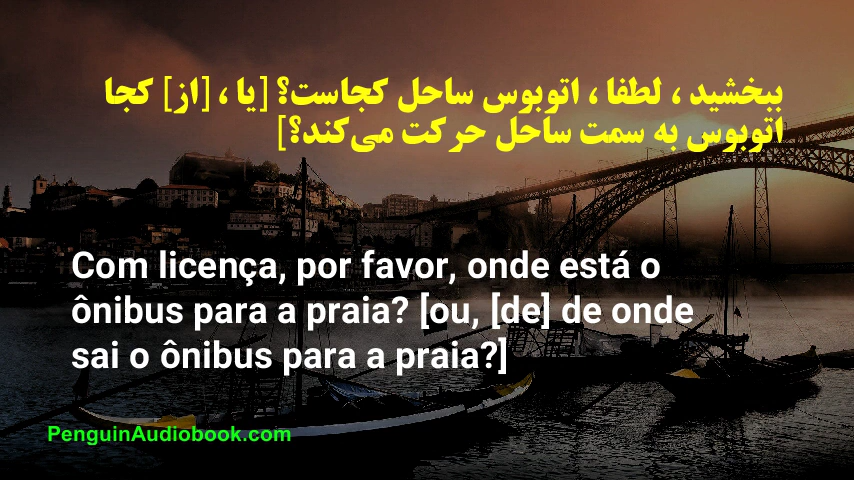 ببخشید ، لطفا ، اتوبوس ساحل کجاست؟ [یا ، [از] کجا
اتوبوس به سمت ساحل حرکت می‌کند؟]
Com licença, por favor, onde está o
ônibus para a praia? [ou, [de] de onde
sai o ônibus para a praia?]
PenguinAudiobook.com